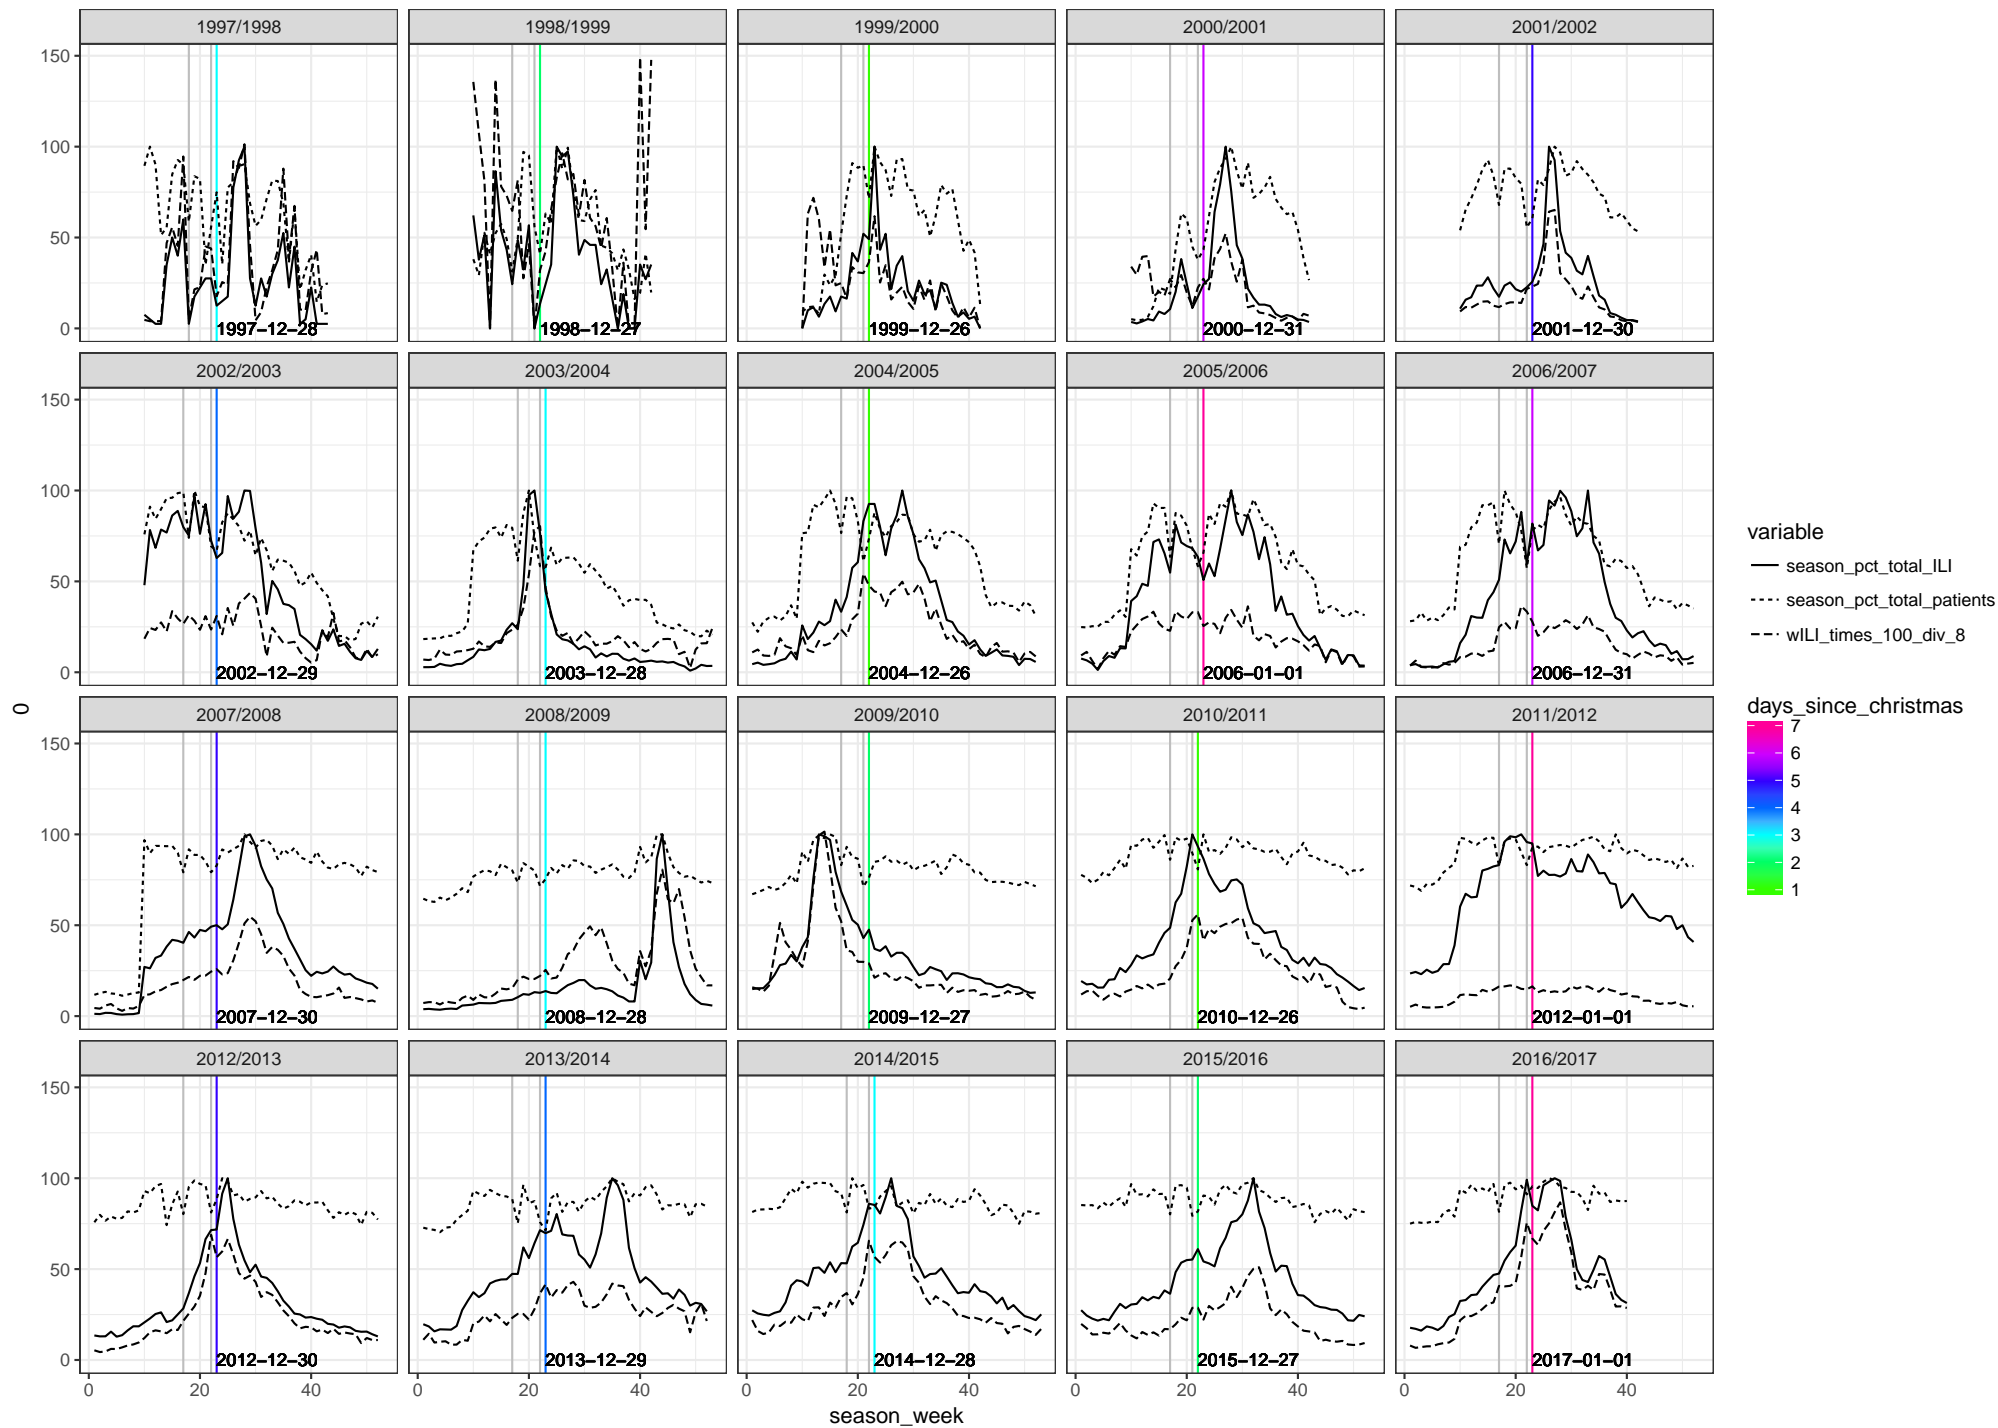 1997/1998 1998/1999 1999/2000 2000/2001 2001/2002
150
100
50
0
1997−12−28 1998−12−27 1999−12−26 2000−12−31 2001−12−30
2002/2003 2003/2004 2004/2005 2005/2006 2006/2007
150
100
50
0
2002−12−29 2003−12−28 2004−12−26 2006−01−01 2006−12−31
0
2007/2008 2008/2009 2009/2010 2010/2011 2011/2012
150
100
50
0
2007−12−30 2008−12−28 2009−12−27 2010−12−26 2012−01−01
2012/2013 2013/2014 2014/2015 2015/2016 2016/2017
150
100
50
0
2012−12−30 2013−12−29 2014−12−28 2015−12−27 2017−01−01
0 20 40 0 20 40 0 20 40 0 20 40 0 20 40
season_week
variable
season_pct_total_ILI
season_pct_total_patients
wILI_times_100_div_8
days_since_christmas
7
6
5
4
3
2
1